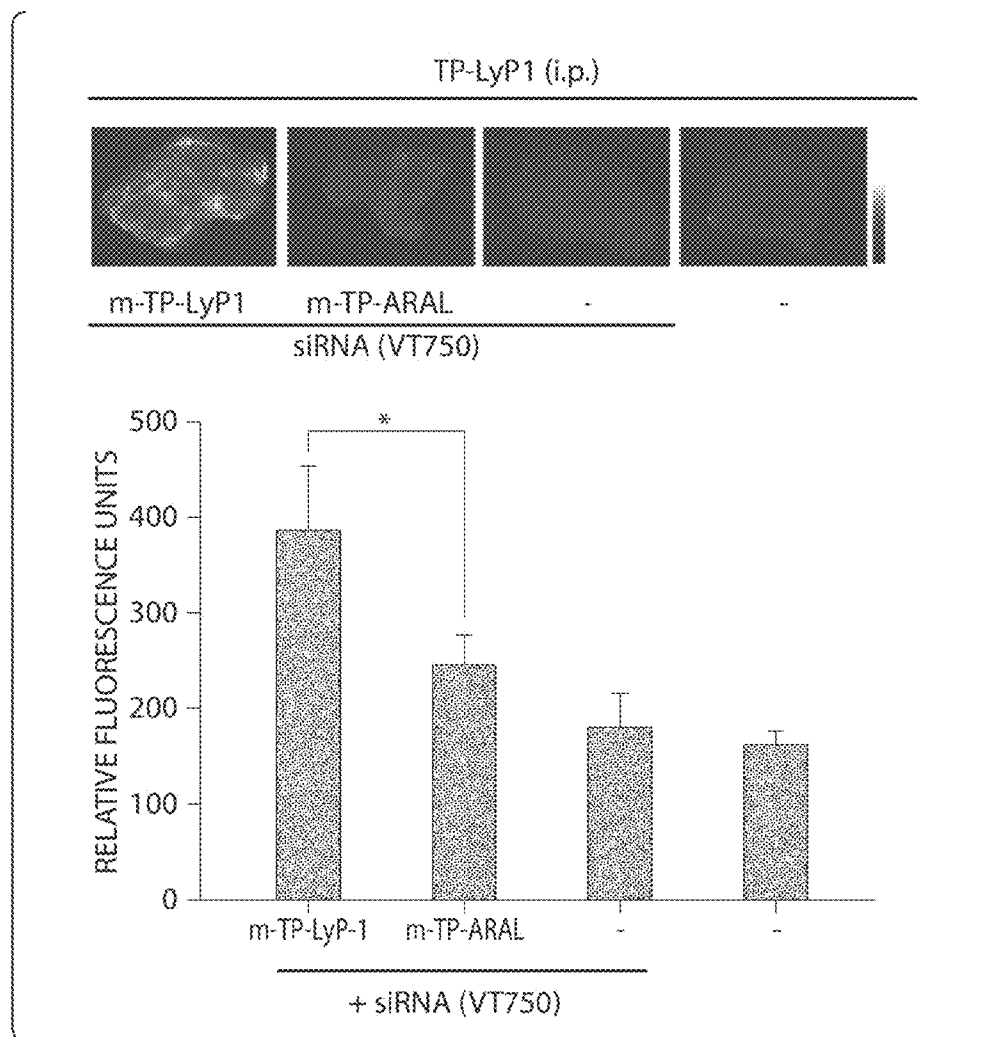 TP-LyP1 (i.p.)
m-TP-LyP1 m-TP-ARAL - -
siRNA (VT750)
500
400
300
200
100
0
RELATIVE FLUORESCENCE UNITS
*
m-TP-LyP-1 m-TP-ARAL - -
+ siRNA (VT750)